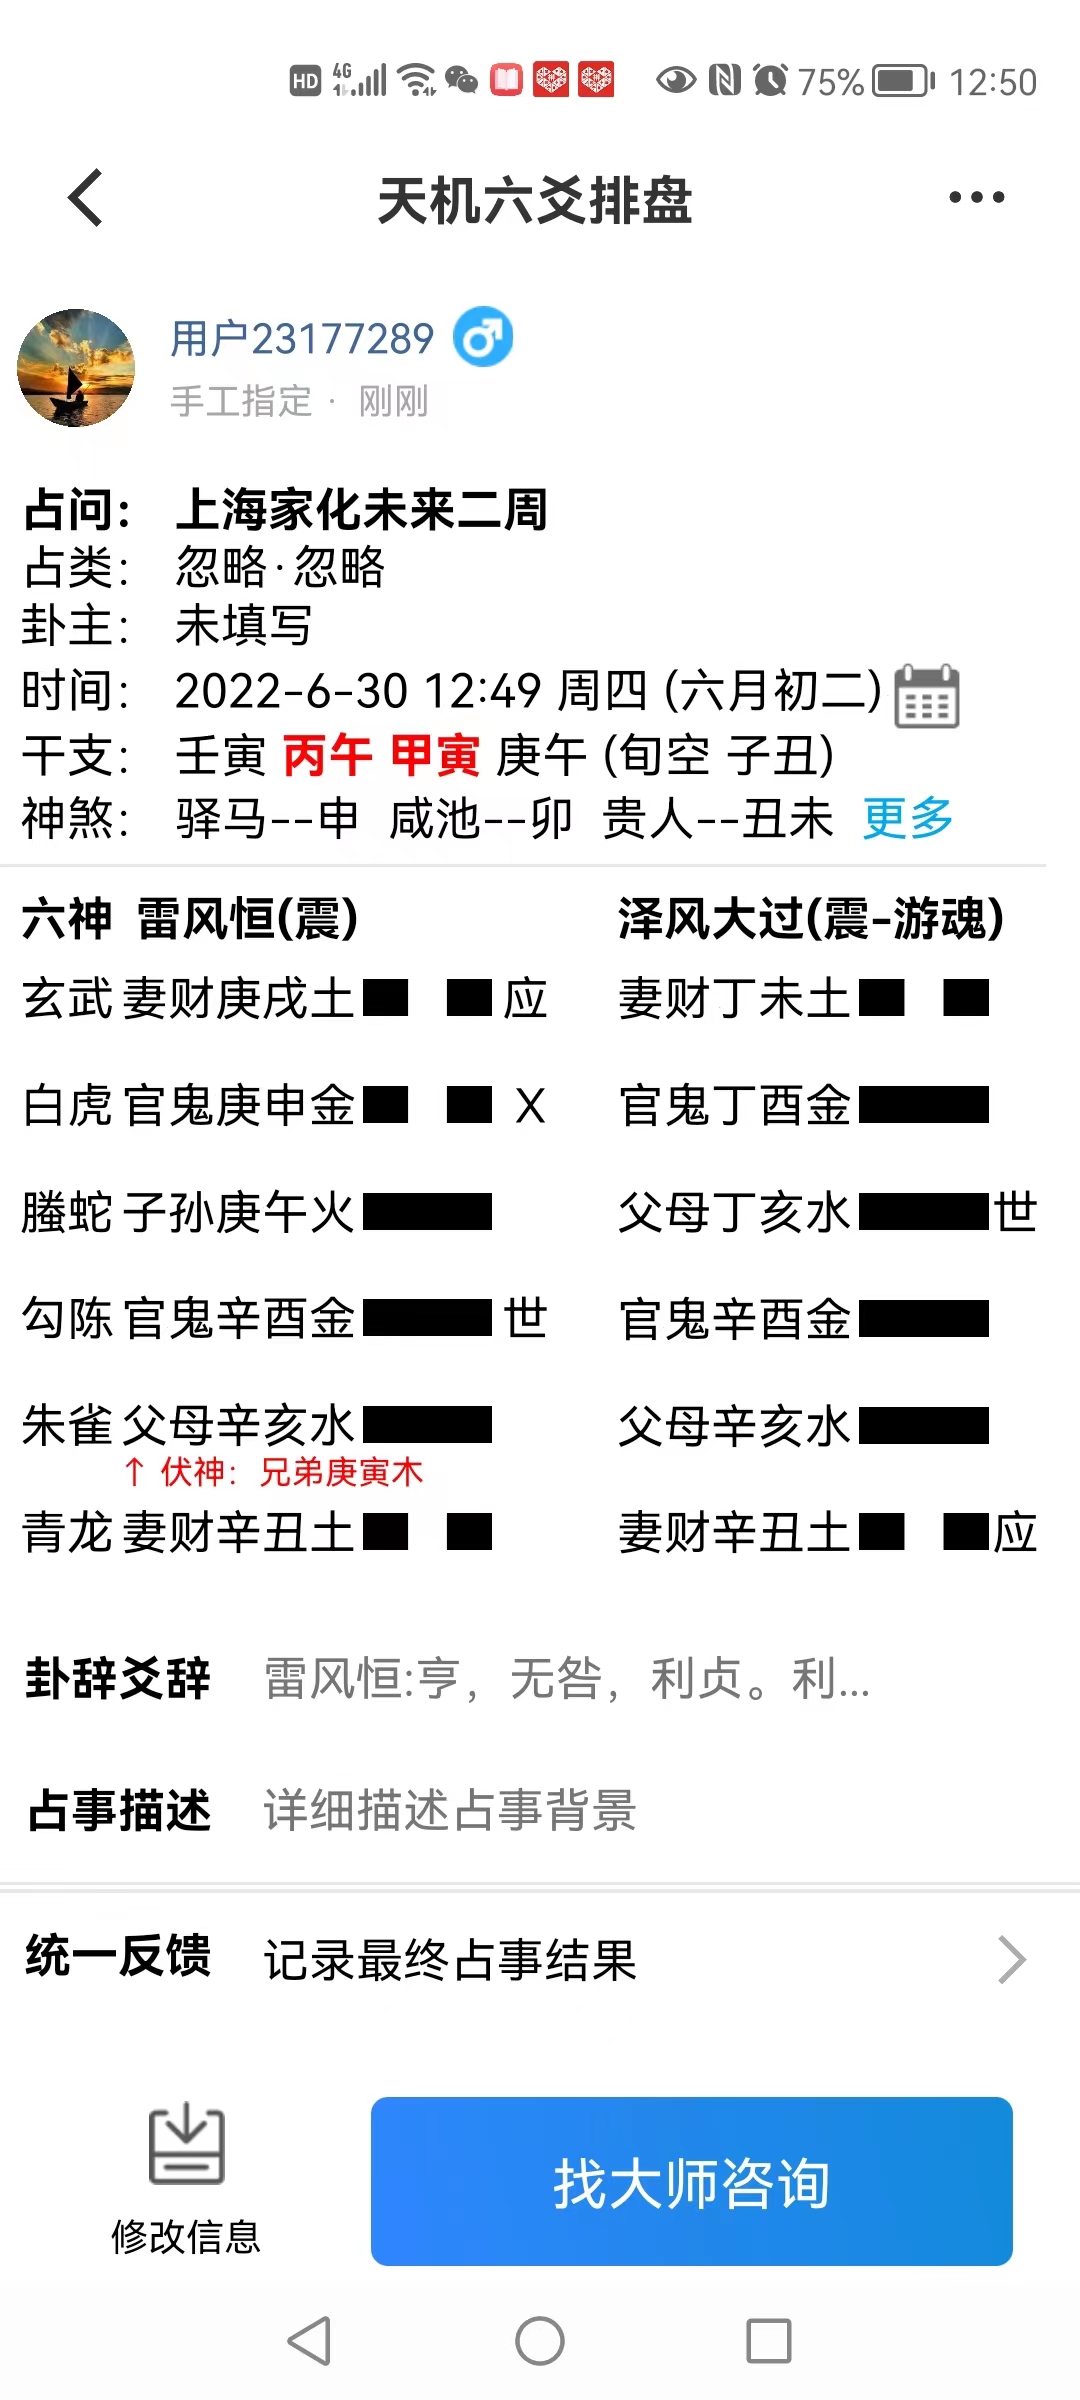 HD 4G 75% 12:50
天机六爻排盘
用户23177289
手工指定 · 刚刚
占问： 上海家化未来二周
占类： 忽略·忽略
卦主： 未填写
时间： 2022-6-30 12:49 周四 (六月初二)
干支： 壬寅 丙午 甲寅 庚午 (旬空 子丑)
神煞： 驿马--申 咸池--卯 贵人--丑未 更多
六神 雷风恒(震) 泽风大过(震-游魂)
玄武 妻财庚戌土 应 妻财丁未土
白虎 官鬼庚申金 X 官鬼丁酉金
螣蛇 子孙庚午火 父母丁亥水 世
勾陈 官鬼辛酉金 世 官鬼辛酉金
朱雀 父母辛亥水 父母辛亥水
↑ 伏神：兄弟庚寅木
青龙 妻财辛丑土 妻财辛丑土 应
卦辞爻辞 雷风恒:亨，无咎，利贞。利...
占事描述 详细描述占事背景
统一反馈 记录最终占事结果
找大师咨询
修改信息